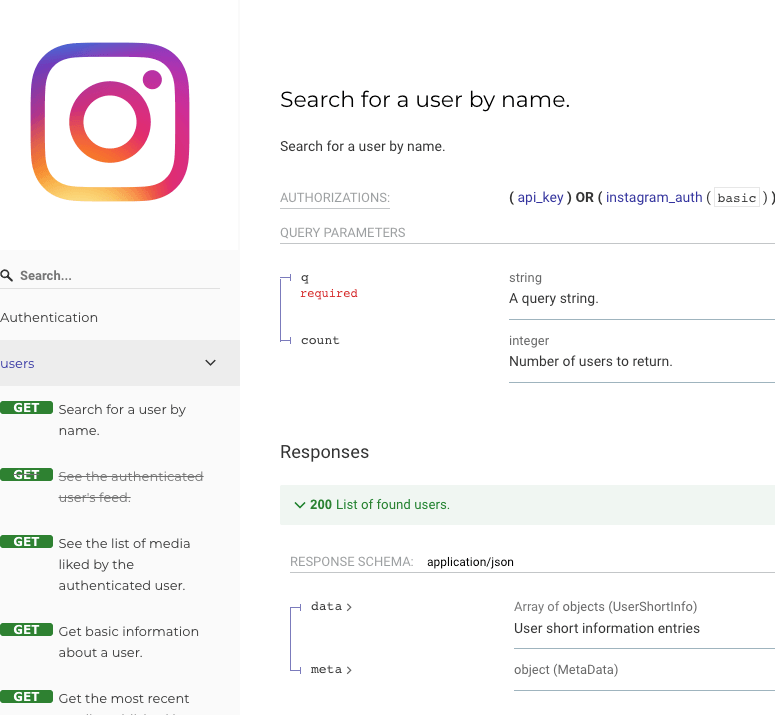 Search...
Authentication
users
GET Search for a user by
name.
GET See the authenticated
user's feed.
GET See the list of media
liked by the
authenticated user.
GET Get basic information
about a user.
GET Get the most recent
Search for a user by name.
Search for a user by name.
AUTHORIZATIONS: ( api_key ) OR ( instagram_auth ( basic ) )
QUERY PARAMETERS
q string
required A query string.
count integer
Number of users to return.
Responses
200 List of found users.
RESPONSE SCHEMA: application/json
data > Array of objects (UserShortInfo)
User short information entries
meta > object (MetaData)